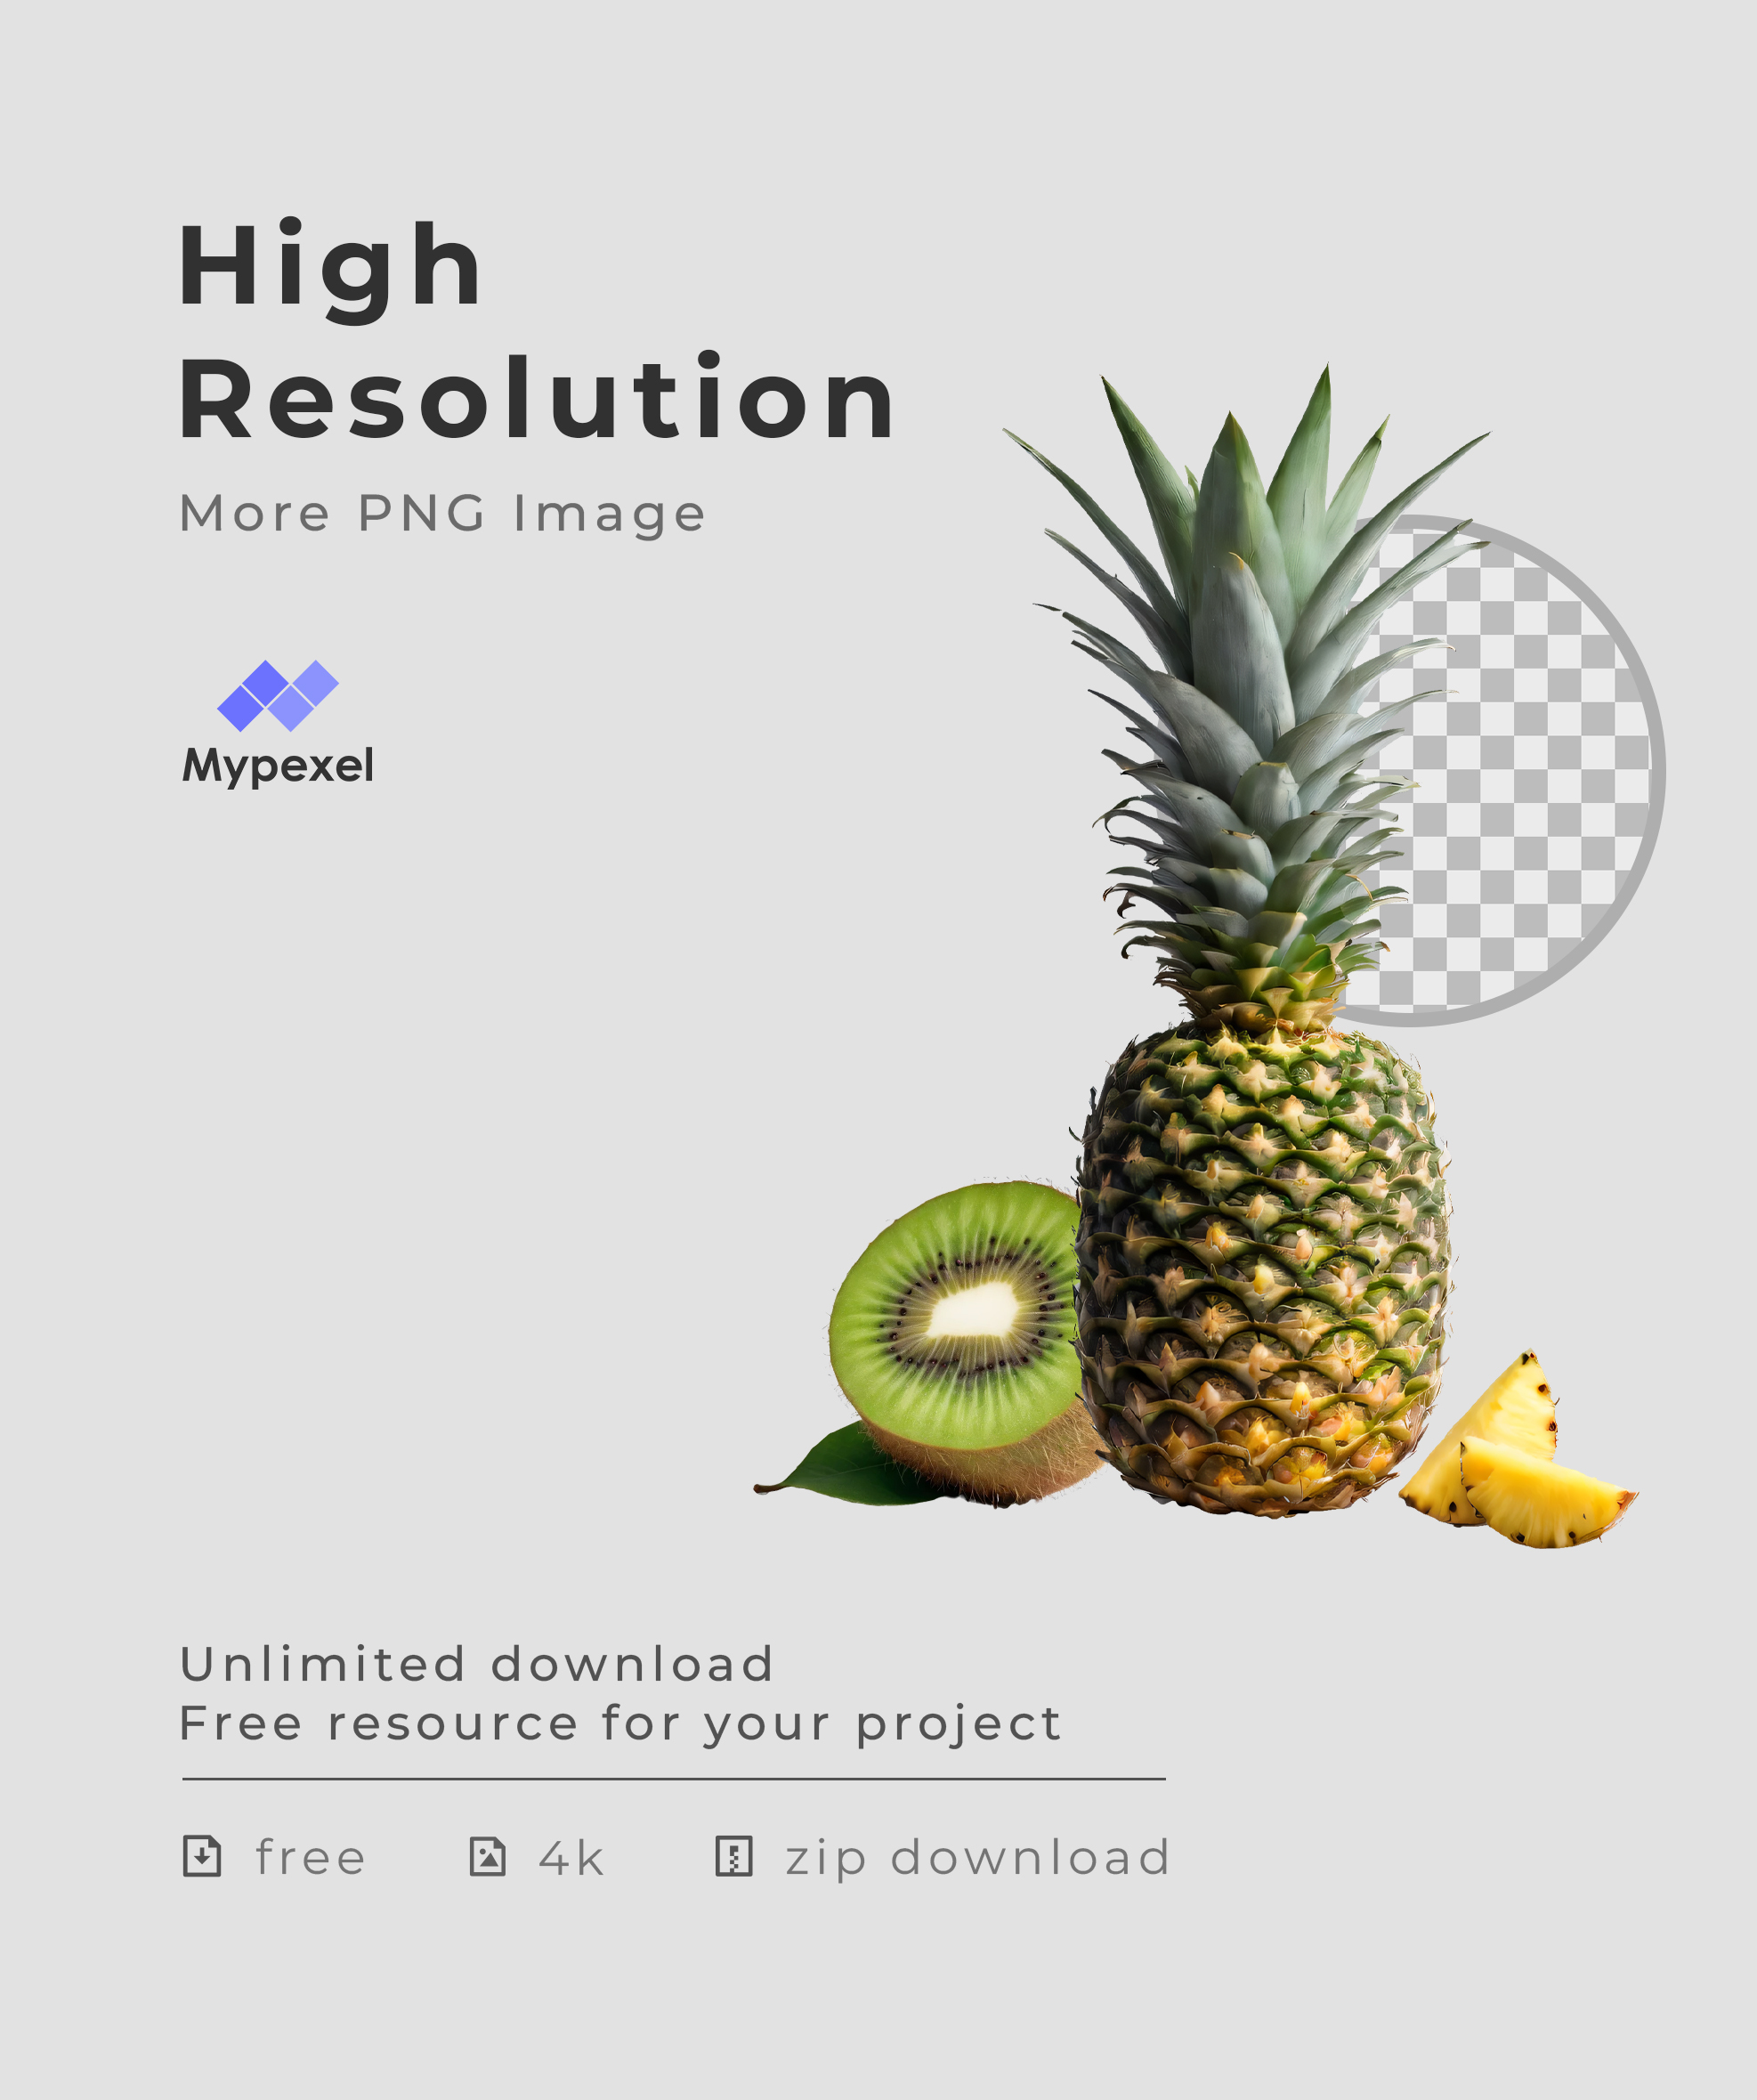 High
Resolution
More PNG Image
Mypexel
Unlimited download
Free resource for your project
free
4k
zip download